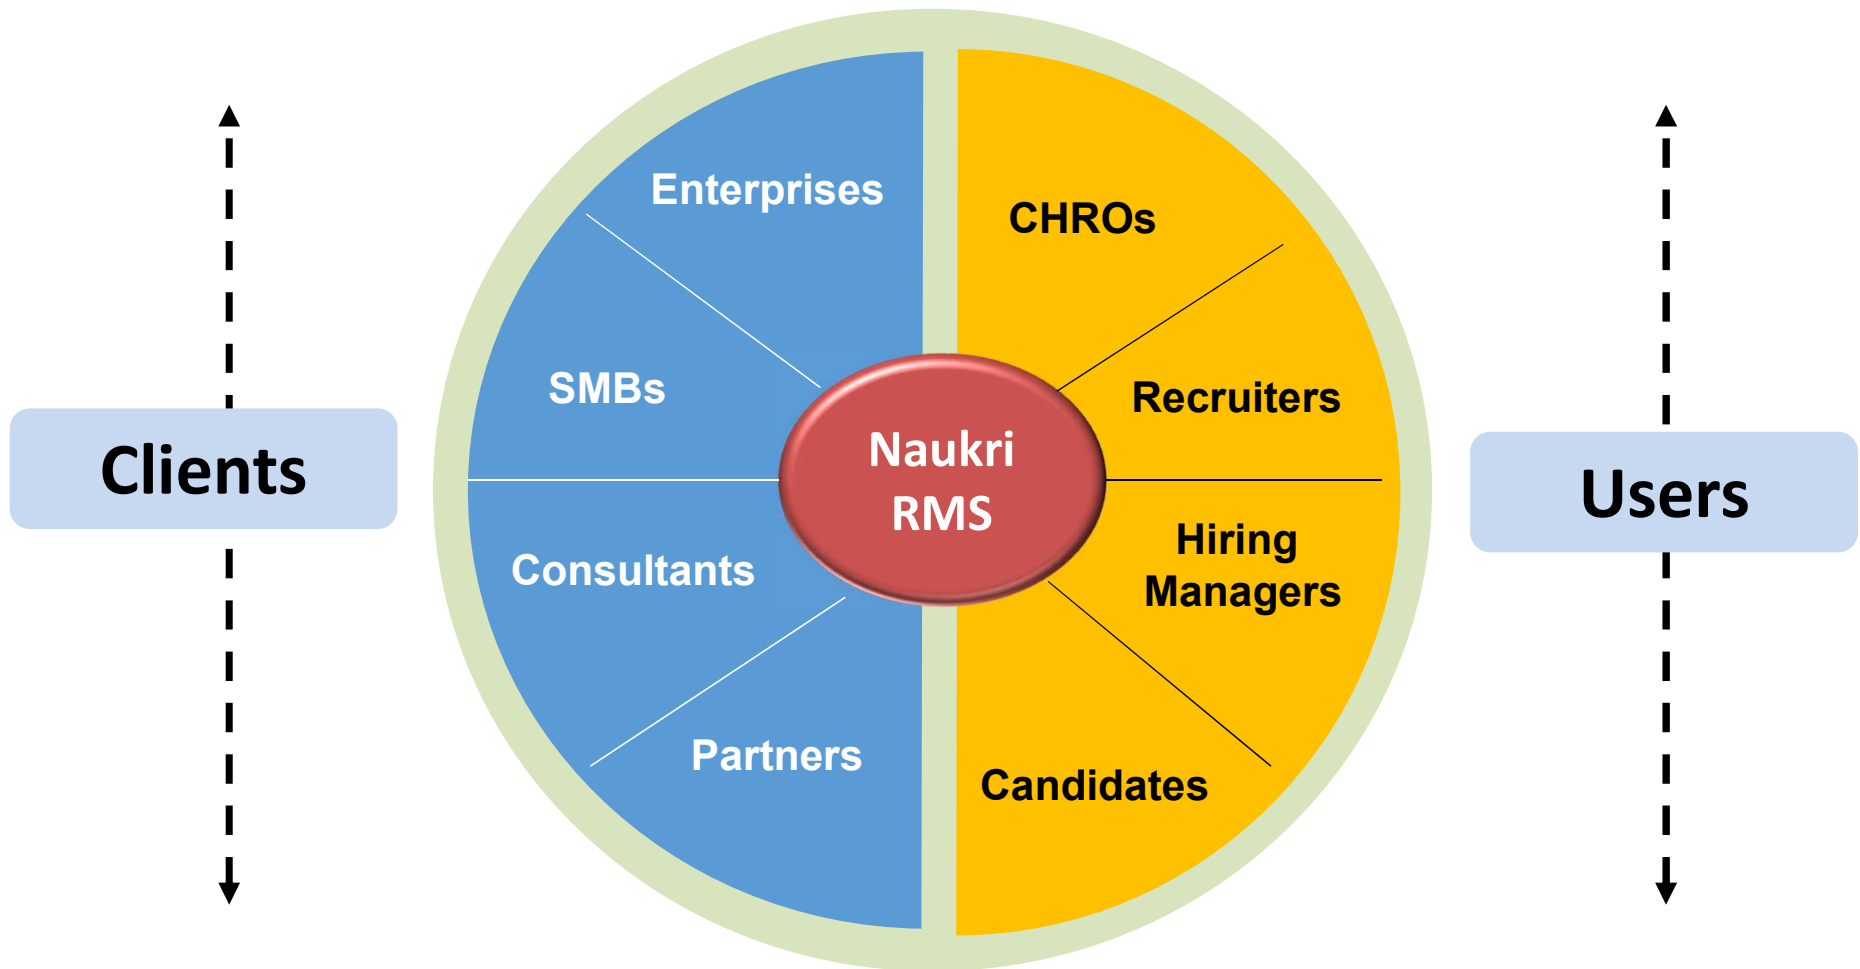 Enterprises
SMBs
Consultants
Partners
CHROs
Recruiters
Hiring
Managers
Candidates
Naukri
RMS
Clients
Users